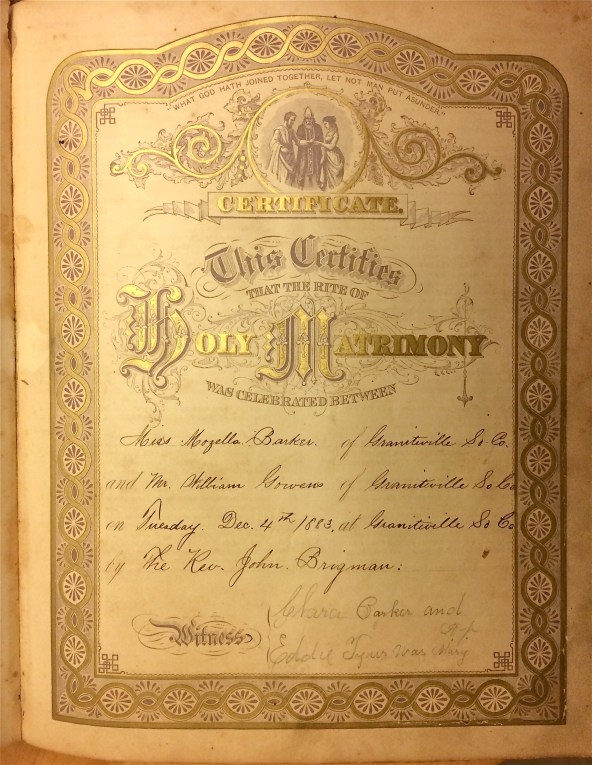 "WHAT GOD HATH JOINED TOGETHER, LET NOT MAN PUT ASUNDER."
CERTIFICATE.
This Certifies
THAT THE RITE OF
HOLY MATRIMONY
WAS CELEBRATED BETWEEN
Miss Mozella Barker. of Graniteville So. Co.
and Mr. William Gowens of Graniteville So. Co
on Tuesday. Dec. 4th 1883. at Graniteville So Co
by The Rev. John. Brigman:
Clara Barker and
Witness
Eddie